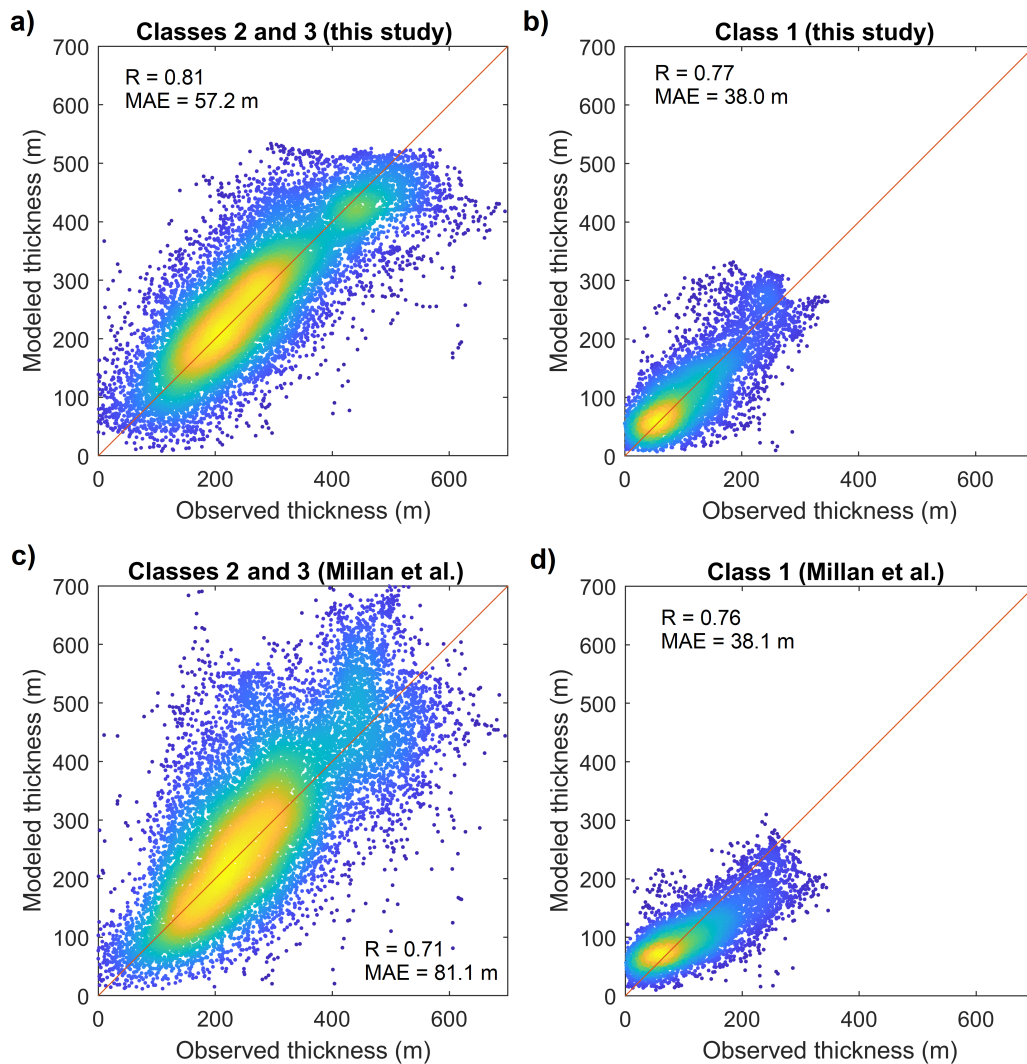 a)
Classes 2 and 3 (this study)
R = 0.81
MAE = 57.2 m
Modeled thickness (m)
700
600
500
400
300
200
100
0
0 200 400 600
Observed thickness (m)
b)
Class 1 (this study)
R = 0.77
MAE = 38.0 m
Modeled thickness (m)
700
600
500
400
300
200
100
0
0 200 400 600
Observed thickness (m)
c)
Classes 2 and 3 (Millan et al.)
R = 0.71
MAE = 81.1 m
Modeled thickness (m)
700
600
500
400
300
200
100
0
0 200 400 600
Observed thickness (m)
d)
Class 1 (Millan et al.)
R = 0.76
MAE = 38.1 m
Modeled thickness (m)
700
600
500
400
300
200
100
0
0 200 400 600
Observed thickness (m)